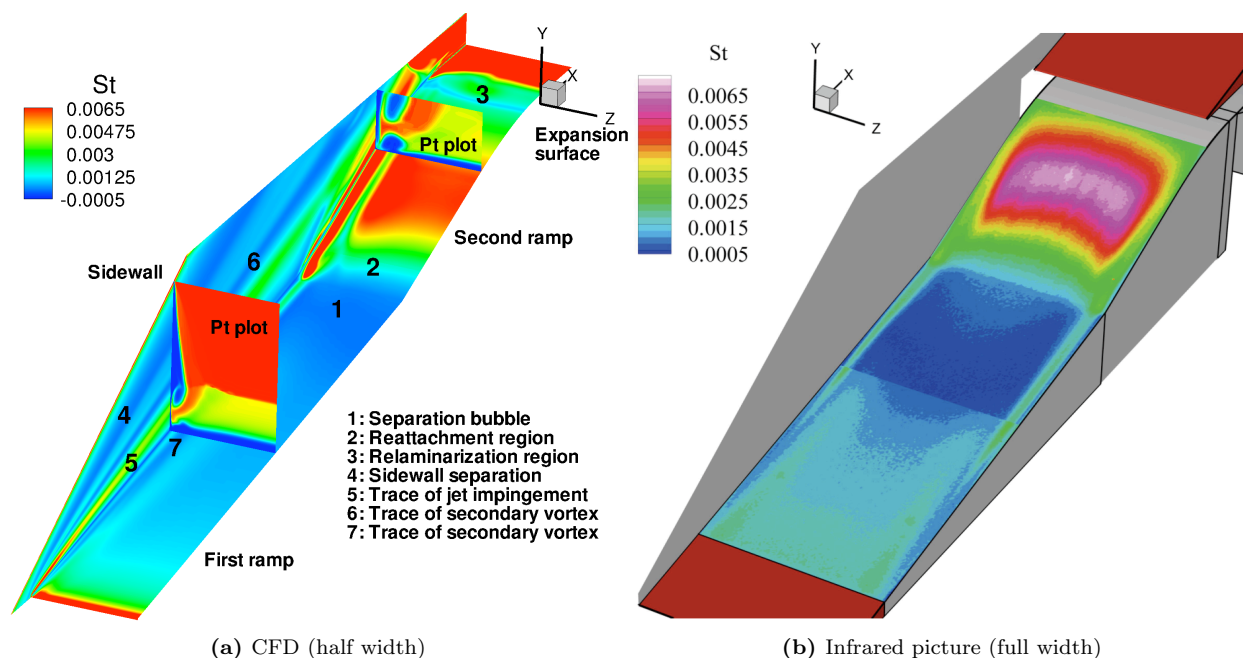 St
0.0065
0.00475
0.003
0.00125
-0.0005
Y
X
Z
3
Expansion
surface
Pt plot
Second ramp
2
6
Sidewall
1
Pt plot
4
5
7
1: Separation bubble
2: Reattachment region
3: Relaminarization region
4: Sidewall separation
5: Trace of jet impingement
6: Trace of secondary vortex
7: Trace of secondary vortex
First ramp
(a) CFD (half width)
St
0.0065
0.0055
0.0045
0.0035
0.0025
0.0015
0.0005
Y
X
Z
(b) Infrared picture (full width)